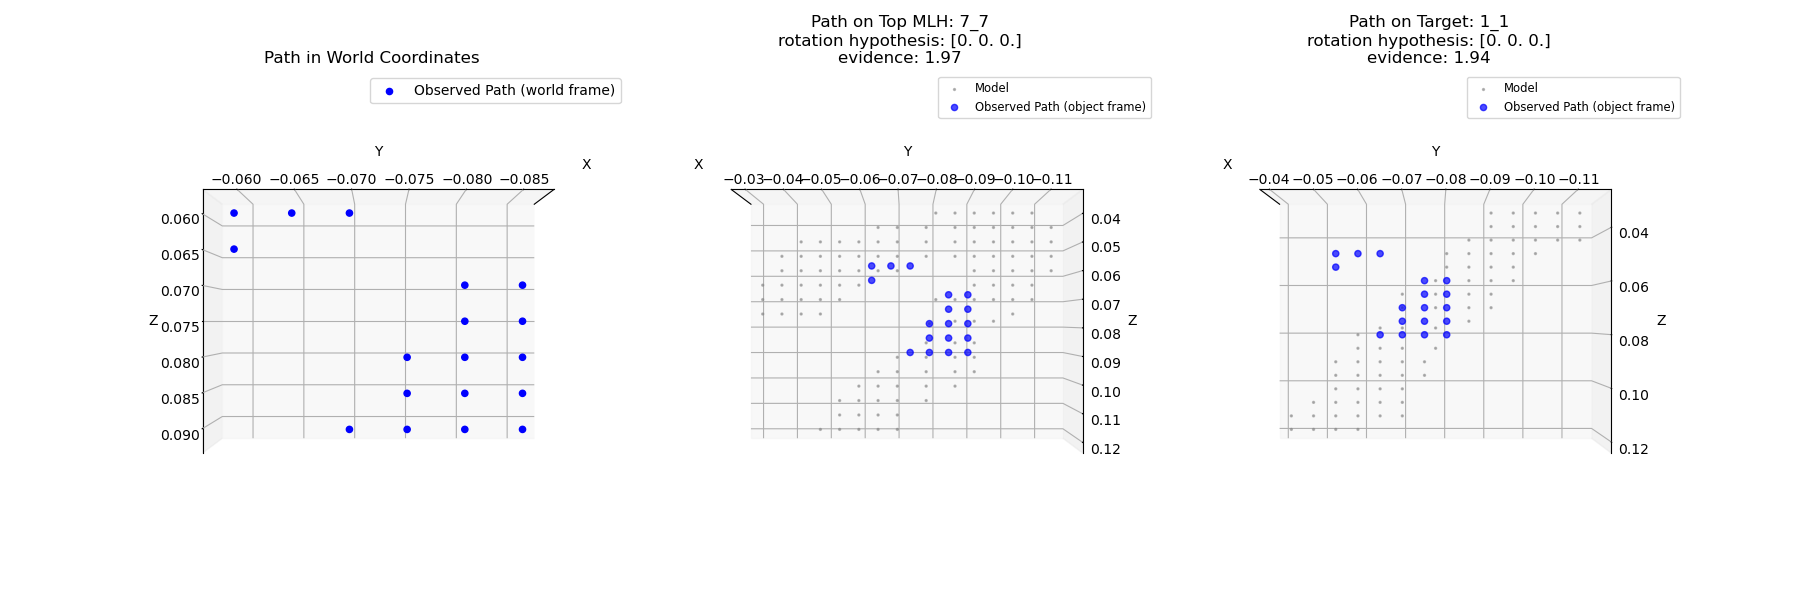 Path in World Coordinates
Observed Path (world frame)
Y
X
−0.060 −0.065 −0.070 −0.075 −0.080 −0.085
0.060
0.065
0.070
Z
0.075
0.080
0.085
0.090
Path on Top MLH: 7_7
rotation hypothesis: [0. 0. 0.]
evidence: 1.97
Model
Observed Path (object frame)
Y
X
−0.03 −0.04 −0.05 −0.06 −0.07 −0.08 −0.09 −0.10 −0.11
0.04
0.05
0.06
0.07
Z
0.08
0.09
0.10
0.11
0.12
Path on Target: 1_1
rotation hypothesis: [0. 0. 0.]
evidence: 1.94
Model
Observed Path (object frame)
Y
X
−0.04 −0.05 −0.06 −0.07 −0.08 −0.09 −0.10 −0.11
0.04
0.06
Z
0.08
0.10
0.12